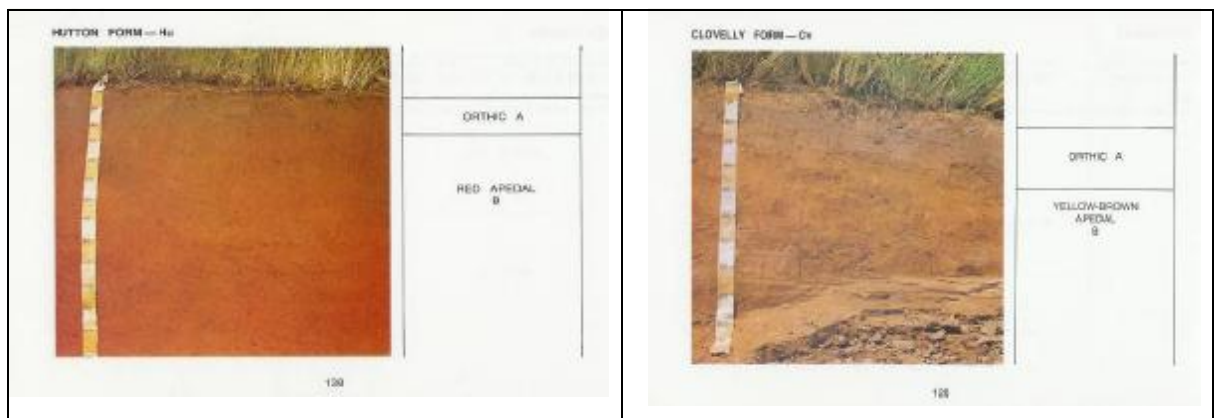 HUTTON FORM — Hu
ORTHIC A
RED APEDAL
B
CLOVELLY FORM — Cv
ORTHIC A
YELLOW-BROWN
APEDAL
B